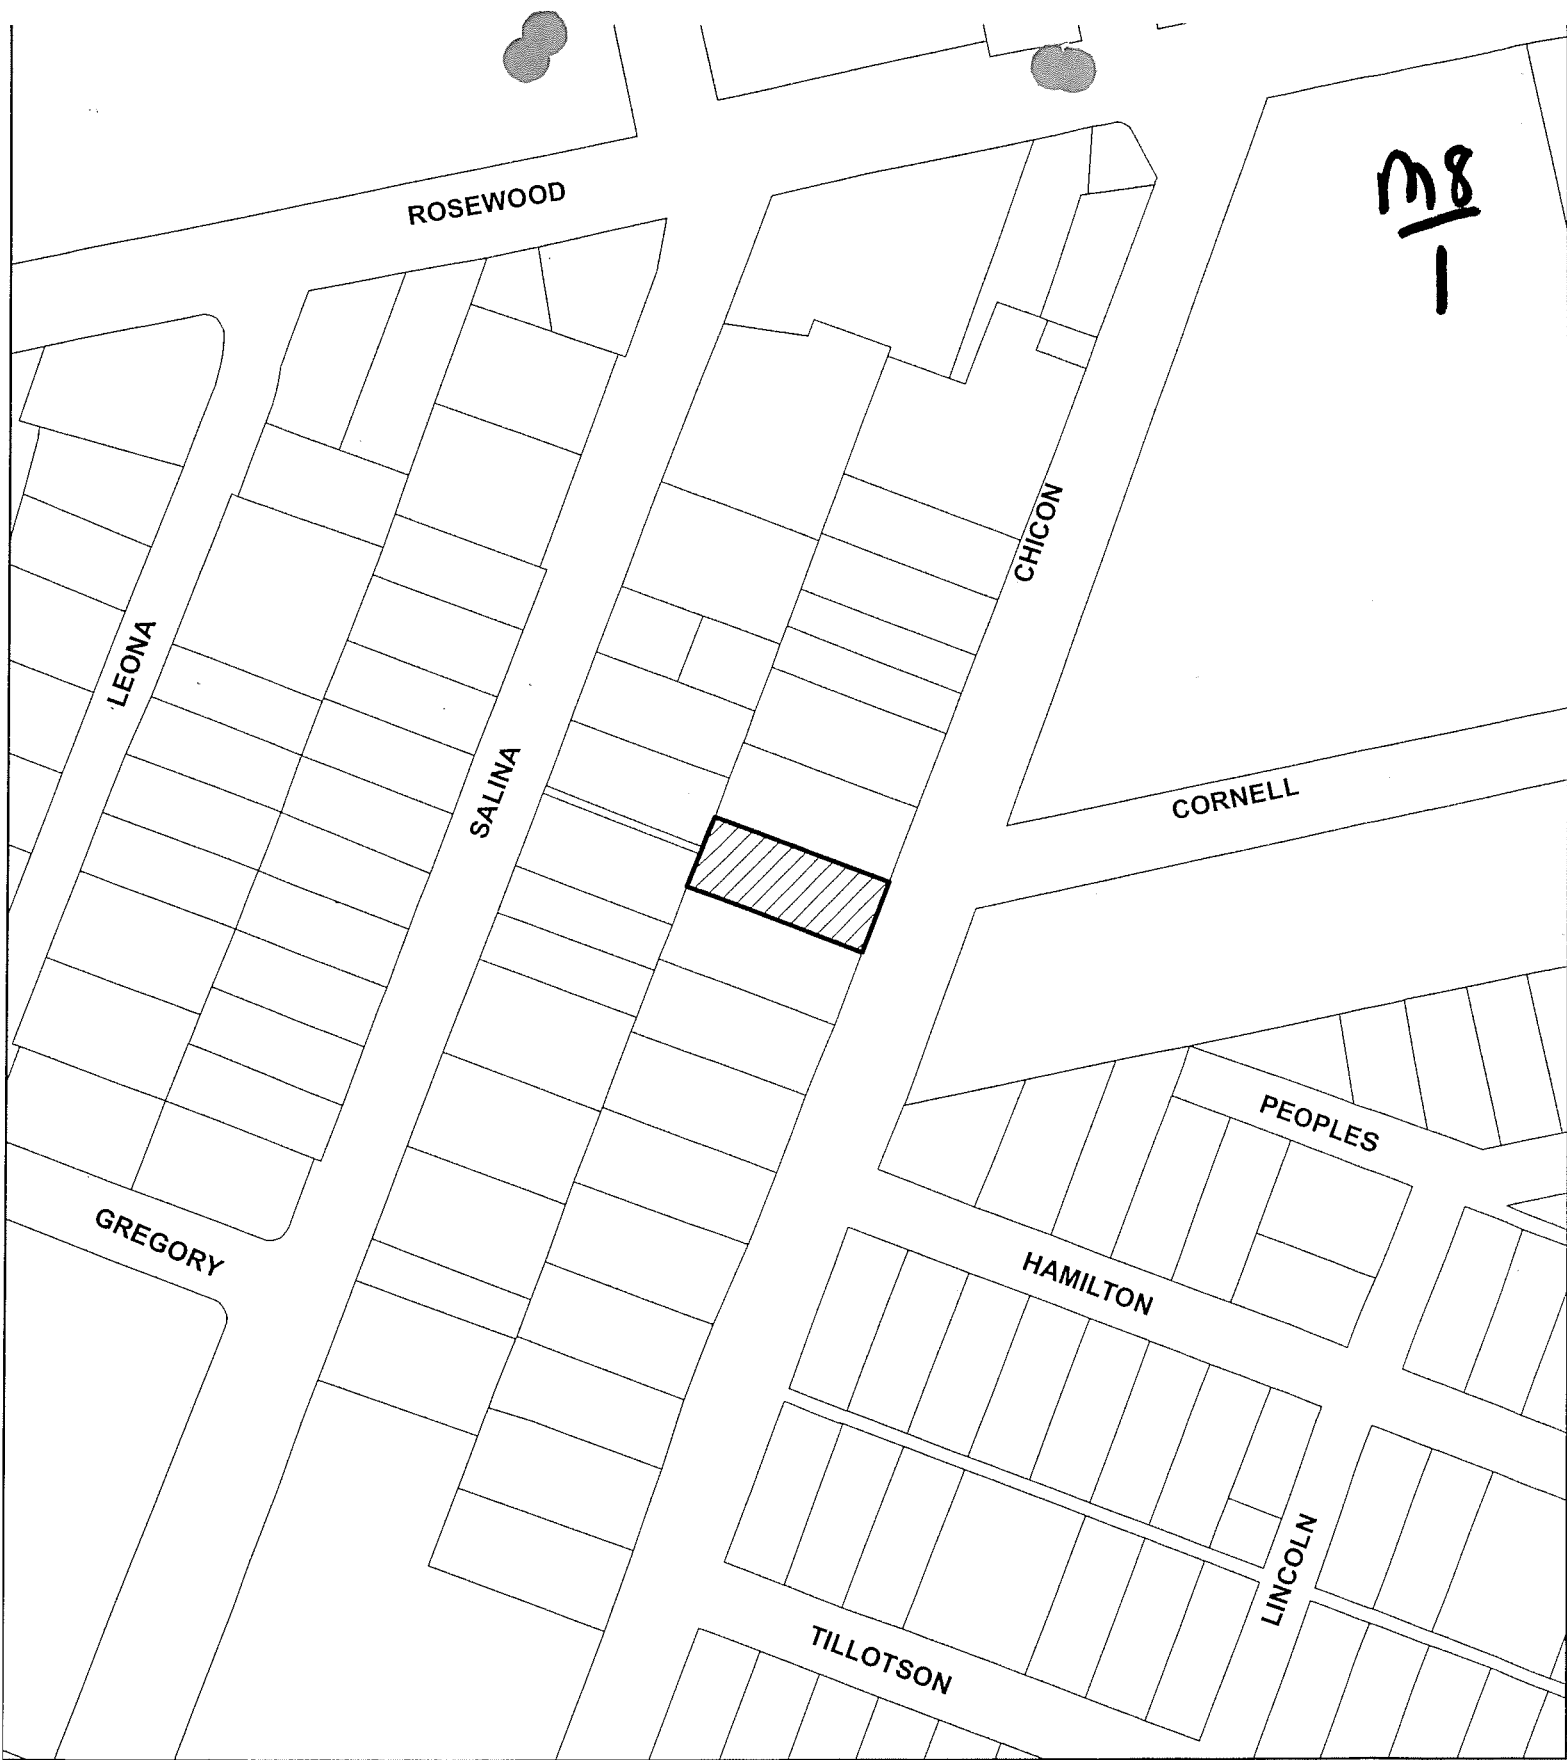 M8
1
ROSEWOOD
CHICON
LEONA
SALINA
CORNELL
PEOPLES
GREGORY
HAMILTON
LINCOLN
TILLOTSON